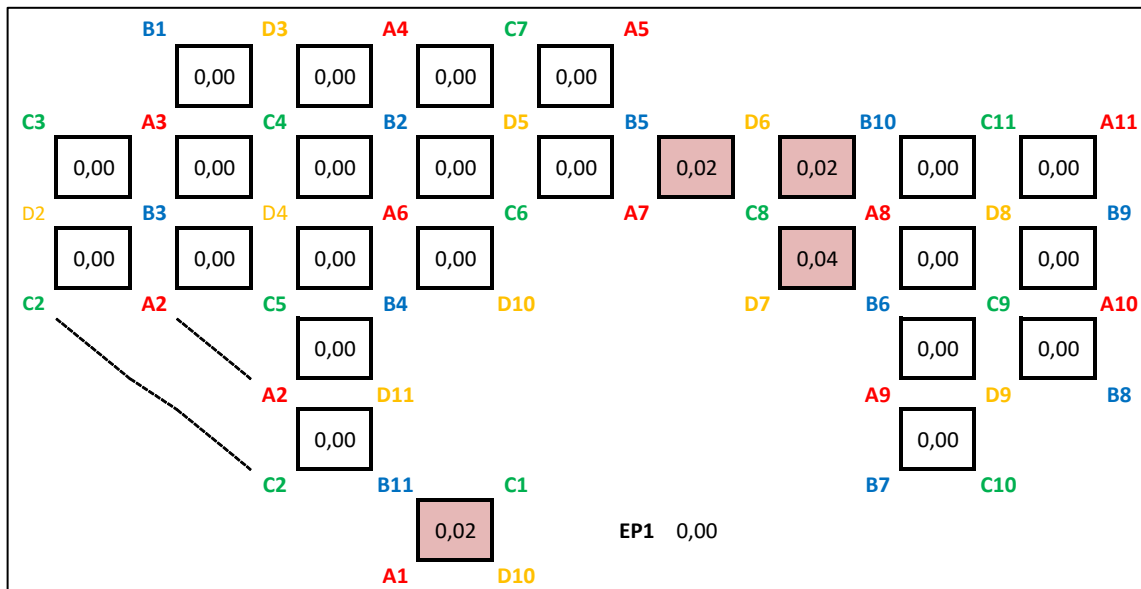 B1 D3 A4 C7 A5
0,00 0,00 0,00 0,00
C3 A3 C4 B2 D5 B5 D6 B10 C11 A11
0,00 0,00 0,00 0,00 0,00 0,02 0,02 0,00 0,00
D2 B3 D4 A6 C6 A7 C8 A8 D8 B9
0,00 0,00 0,00 0,00 0,04 0,00 0,00
C2 A2 C5 B4 D10 D7 B6 C9 A10
0,00 0,00 0,00
A2 D11 A9 D9 B8
0,00 0,00
C2 B11 C1 B7 C10
0,02 EP1 0,00
A1 D10